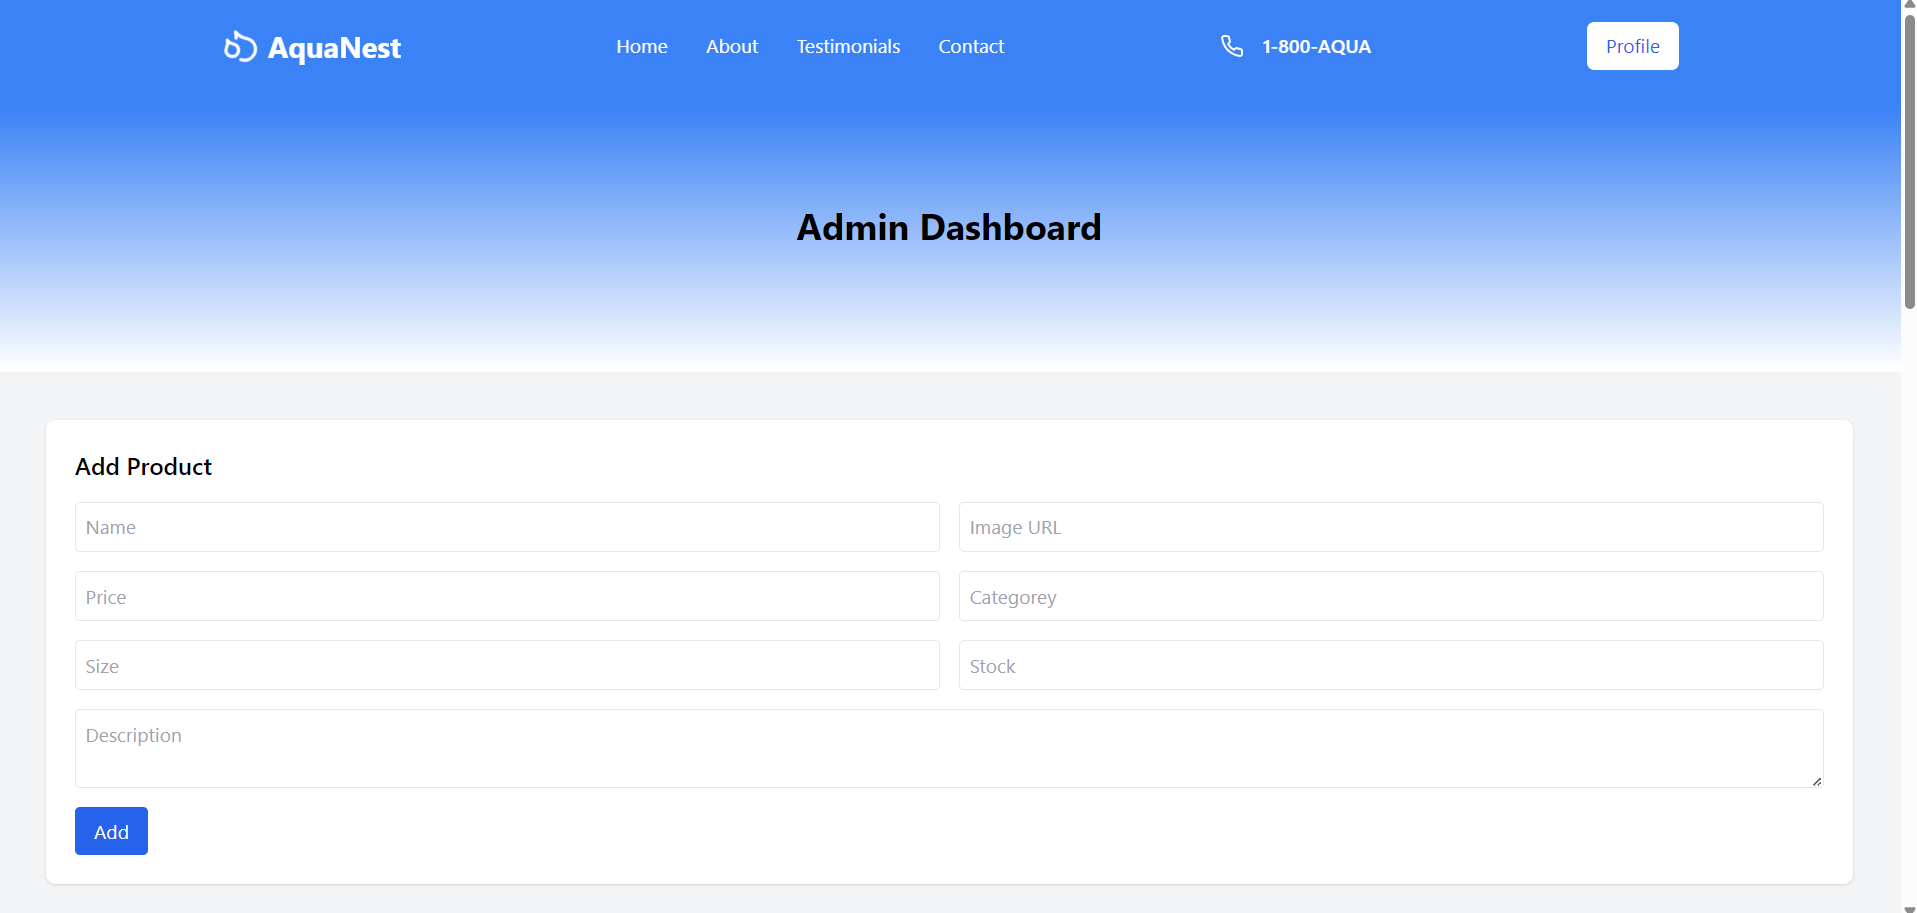 AquaNest
Home About Testimonials Contact
1-800-AQUA
Profile
Admin Dashboard
Add Product
Name
Image URL
Price
Categorey
Size
Stock
Description
Add